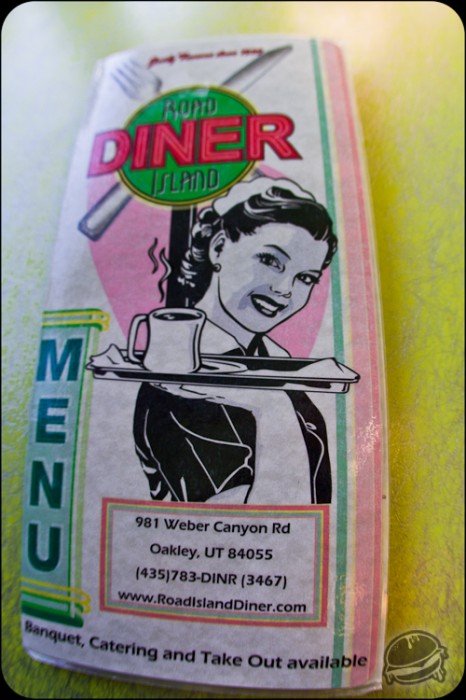 ROAD
DINER
ISLAND
MENU
981 Weber Canyon Rd
Oakley, UT 84055
(435)783-DINR (3467)
www.RoadIslandDiner.com
Banquet, Catering and Take Out available